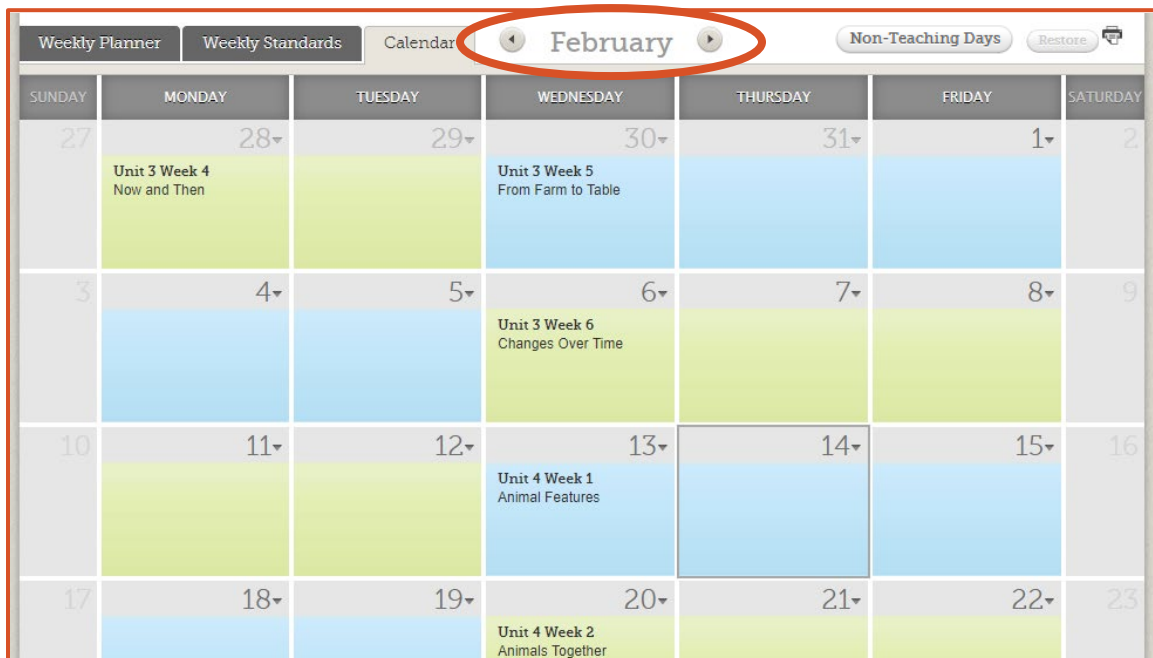 Weekly Planner Weekly Standards Calendar February Non-Teaching Days Restore
SUNDAY MONDAY TUESDAY WEDNESDAY THURSDAY FRIDAY SATURDAY
27 28 29 30 31 1 2
Unit 3 Week 4 Unit 3 Week 5
Now and Then From Farm to Table
3 4 5 6 7 8 9
Unit 3 Week 6
Changes Over Time
10 11 12 13 14 15 16
Unit 4 Week 1
Animal Features
17 18 19 20 21 22 23
Unit 4 Week 2
Animals Together